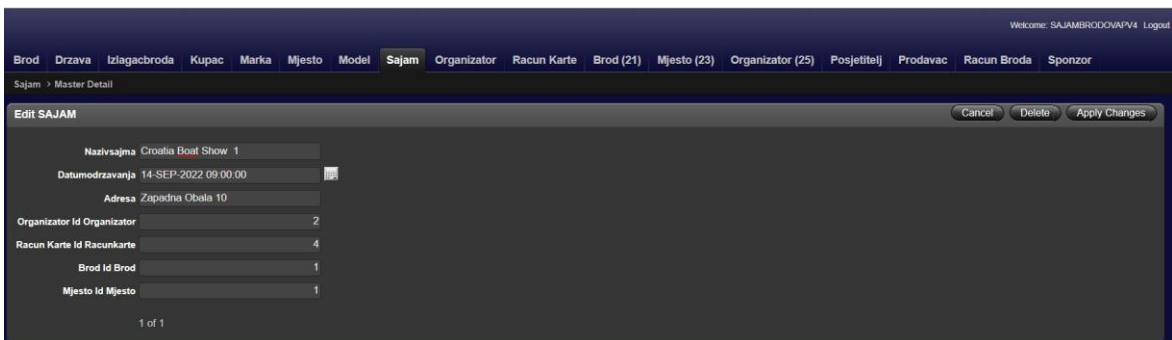 Welcome: SAJAMBRODOVAPV4 Logout
Brod Drzava Izlagacbroda Kupac Marka Mjesto Model Sajam Organizator Racun Karte Brod (21) Mjesto (23) Organizator (25) Posjetitelj Prodavac Racun Broda Sponzor
Sajam > Master Detail
Edit SAJAM Cancel Delete Apply Changes
Nazivsajma Croatia Boat Show 1
Datumodrzavanja 14-SEP-2022 09:00:00
Adresa Zapadna Obala 10
Organizator Id Organizator 2
Racun Karte Id Racunkarte 4
Brod Id Brod 1
Mjesto Id Mjesto 1
1 of 1